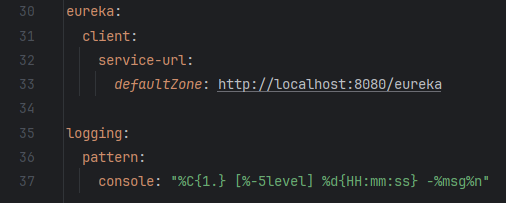 30 eureka:
31   client:
32     service-url:
33       defaultZone: http://localhost:8080/eureka
34
35 logging:
36   pattern:
37     console: "%C{1.} [%-5level] %d{HH:mm:ss} -%msg%n"